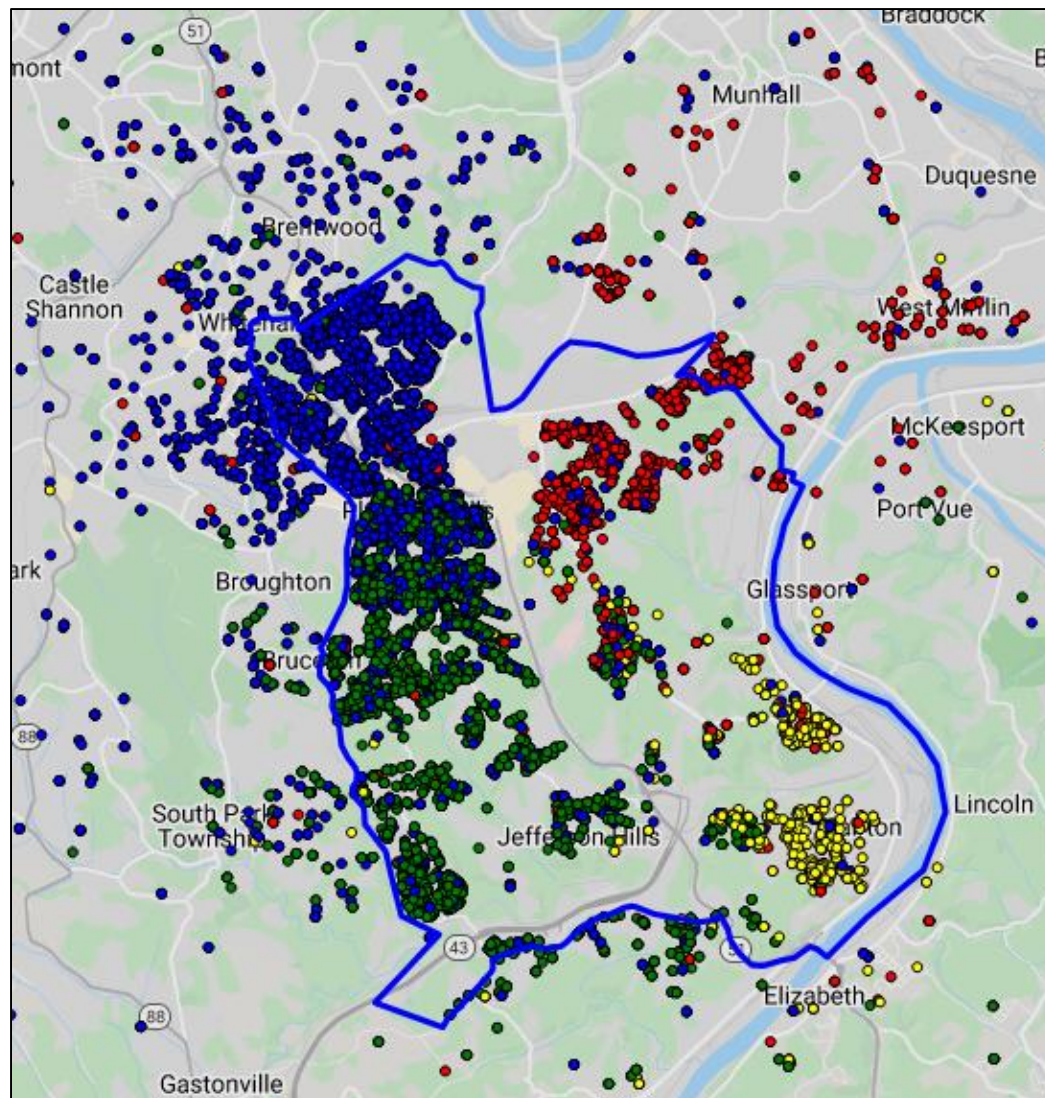 Braddock
51
mont
B
Munhall
Duquesne
Brentwood
Castle
Shannon
West Mifflin
McKeesport
Port Vue
ark
Broughton
Glassport
88
Lincoln
South Park
Township
Jefferson Hills
43
51
Elizabeth
88
Gastonville